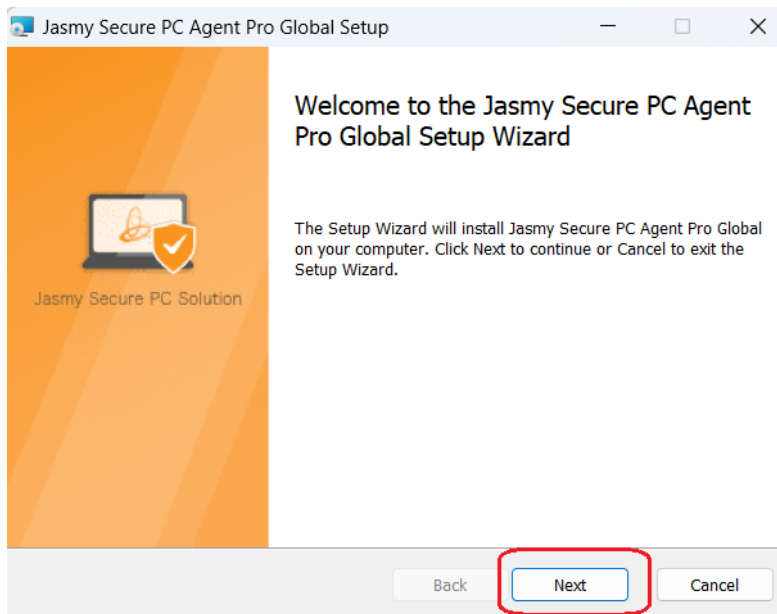 Jasmy Secure PC Agent Pro Global Setup
Welcome to the Jasmy Secure PC Agent
Pro Global Setup Wizard
The Setup Wizard will install Jasmy Secure PC Agent Pro Global
on your computer. Click Next to continue or Cancel to exit the
Setup Wizard.
Jasmy Secure PC Solution
Back
Next
Cancel